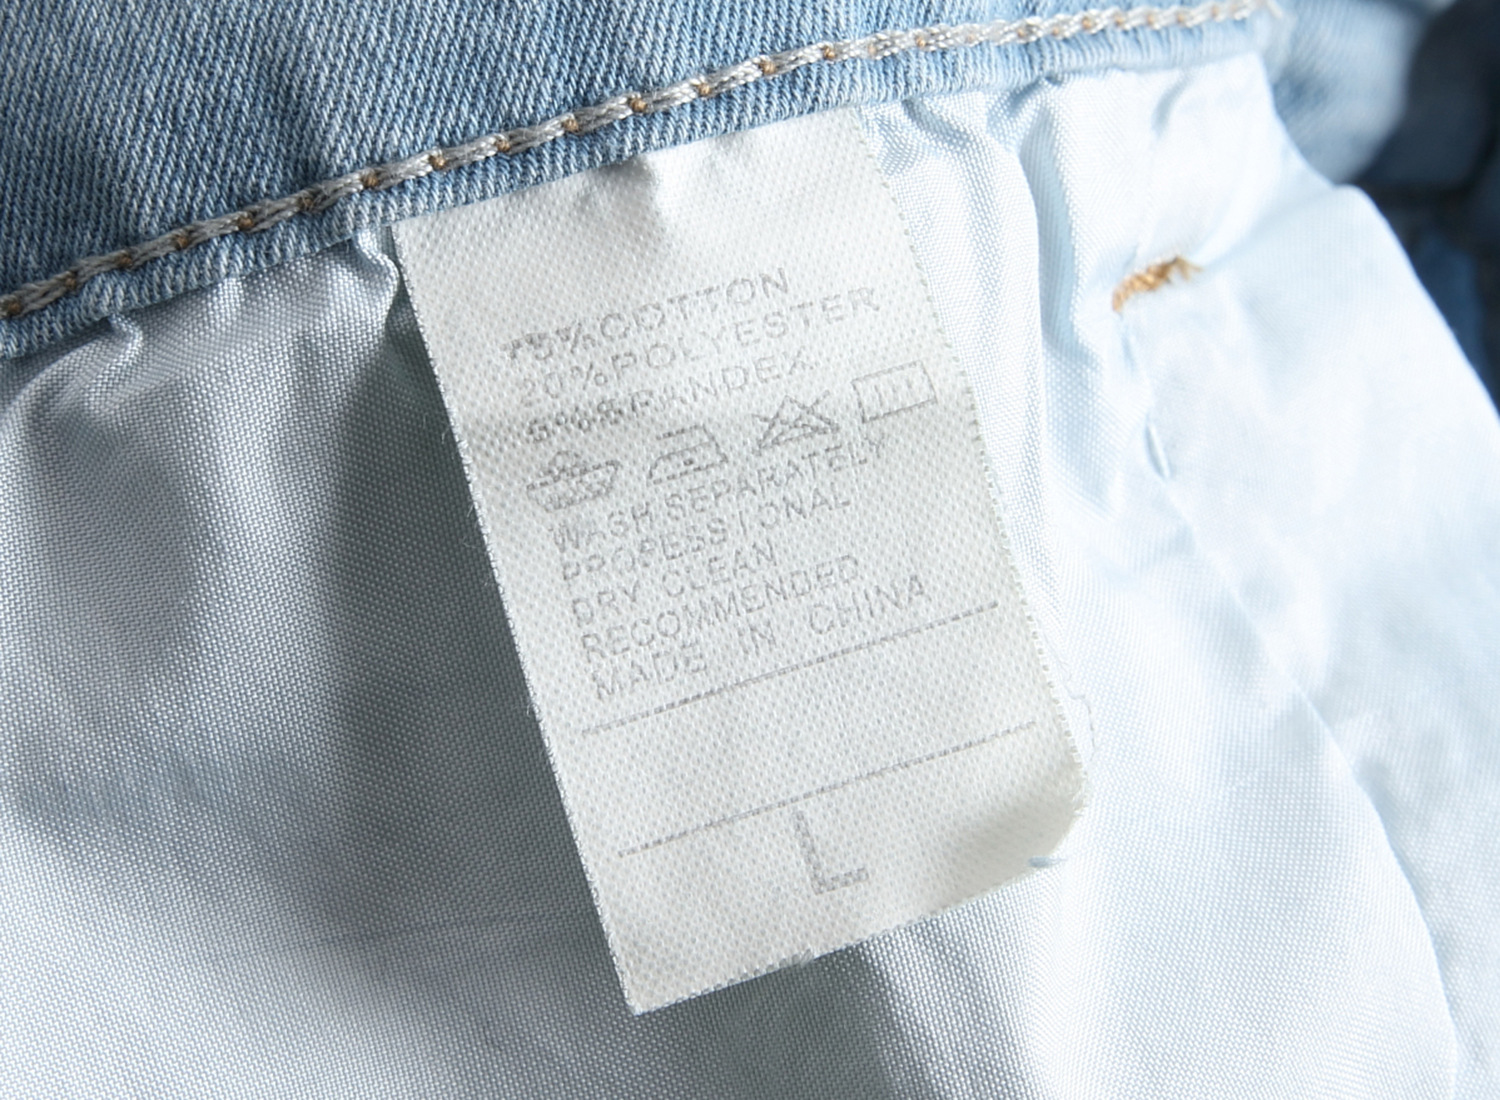 75%COTTON
20%POLYESTER
5%SPANDEX
WASH SEPARATELY
PROFESSIONAL
DRY CLEAN
RECOMMENDED
MADE IN CHINA
L